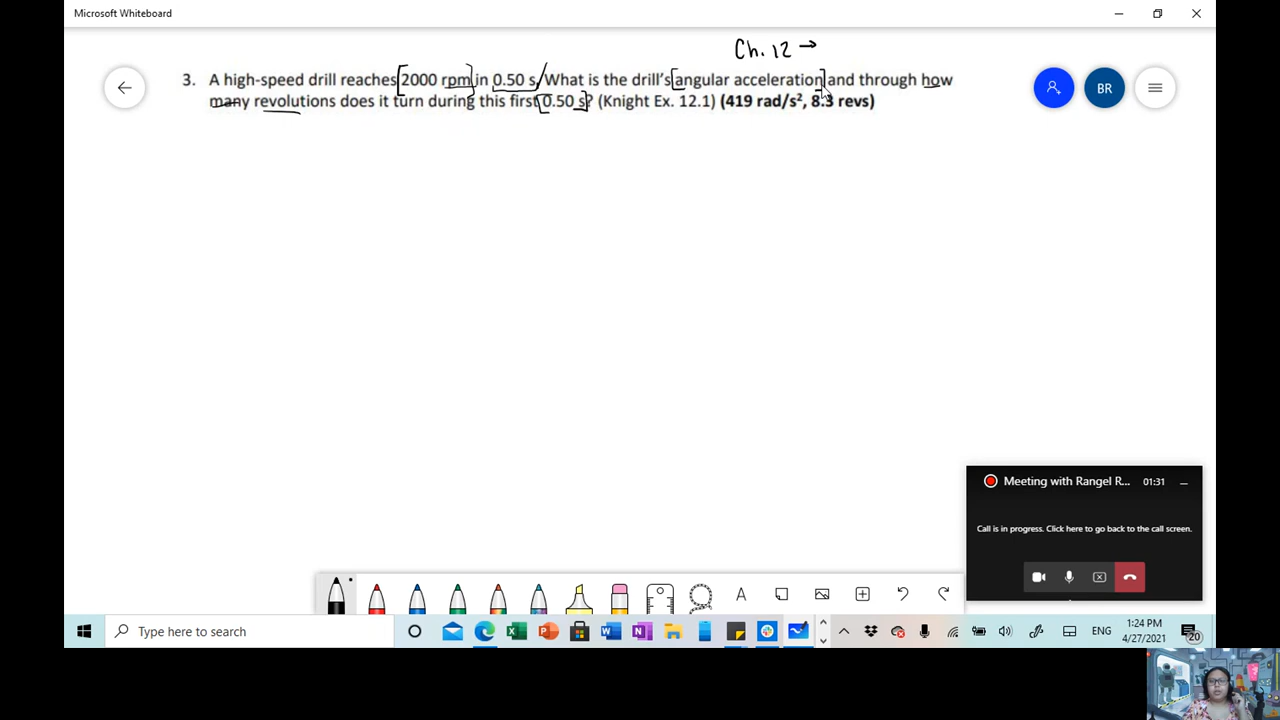 Microsoft Whiteboard
Ch. 12 →
3. A high-speed drill reaches 2000 rpm in 0.50 s. What is the drill's angular acceleration and through how
many revolutions does it turn during this first 0.50 s? (Knight Ex. 12.1) (419 rad/s², 8.3 revs)
BR
Meeting with Rangel R... 01:31
Call is in progress. Click here to go back to the call screen.
A
Type here to search
ENG
1:24 PM
4/27/2021
20